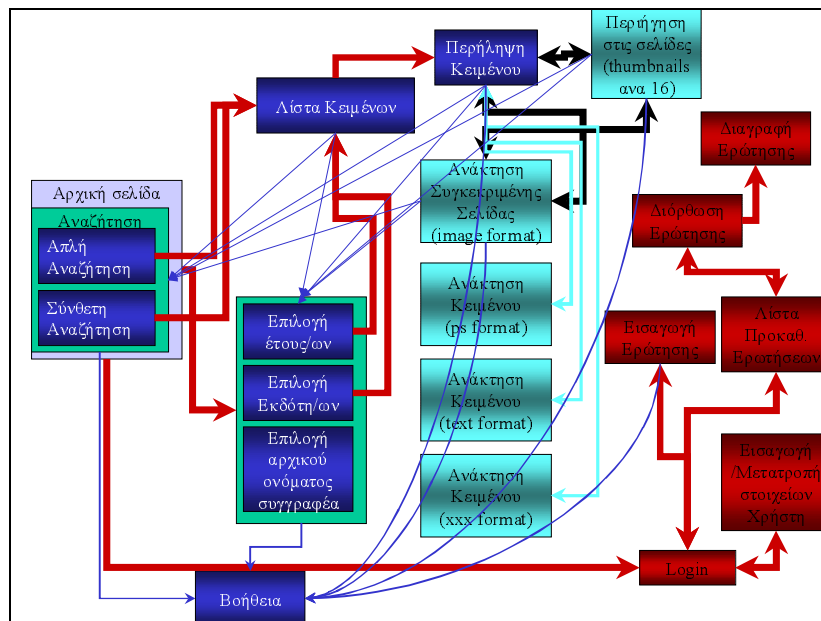 Περήληψη
Κειμένου
Περιήγηση
στις σελίδες
(thumbnails
ανα 16)
Λίστα Κειμένων
Διαγραφή
Ερώτησης
Αρχική σελίδα
Αναζήτηση
Απλή
Αναζήτηση
Σύνθετη
Αναζήτηση
Ανάκτηση
Συγκεκριμένης
Σελίδας
(image format)
Διόρθωση
Ερώτησης
Ανάκτηση
Κειμένου
(ps format)
Επιλογή
έτους/ων
Επιλογή
Εκδότη/ων
Επιλογή
αρχικού
ονόματος
συγγραφέα
Εισαγωγή
Ερώτησης
Λίστα
Προκαθ
Ερωτήσεων
Ανάκτηση
Κειμένου
(text format)
Ανάκτηση
Κειμένου
(xxx format)
Εισαγωγή
/Μετατροπή
στοιχείων
Χρήστη
Βοήθεια
Login